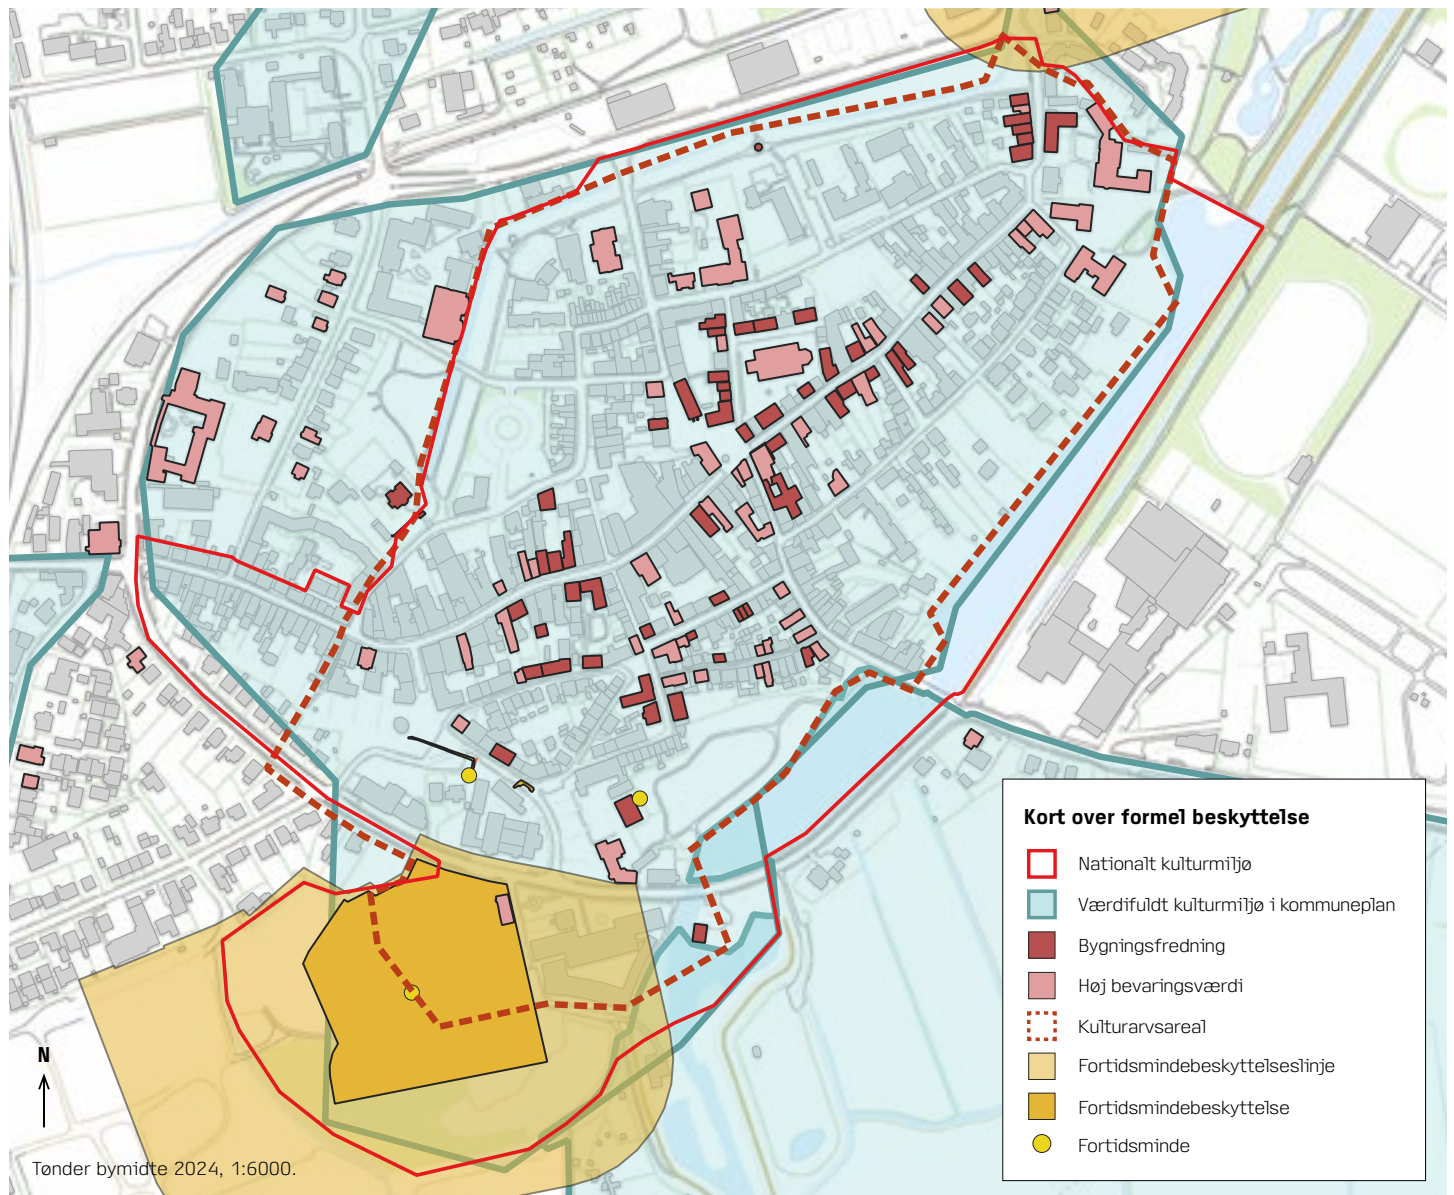 Kort over formel beskyttelse
Nationalt kulturmiljø
Værdifuldt kulturmiljø i kommuneplan
Bygningsfredning
Høj bevaringsværdi
Kulturarvsareal
Fortidsmindebeskyttelseslinje
Fortidsmindebeskyttelse
Fortidsminde
N
Tønder bymidte 2024, 1:6000.